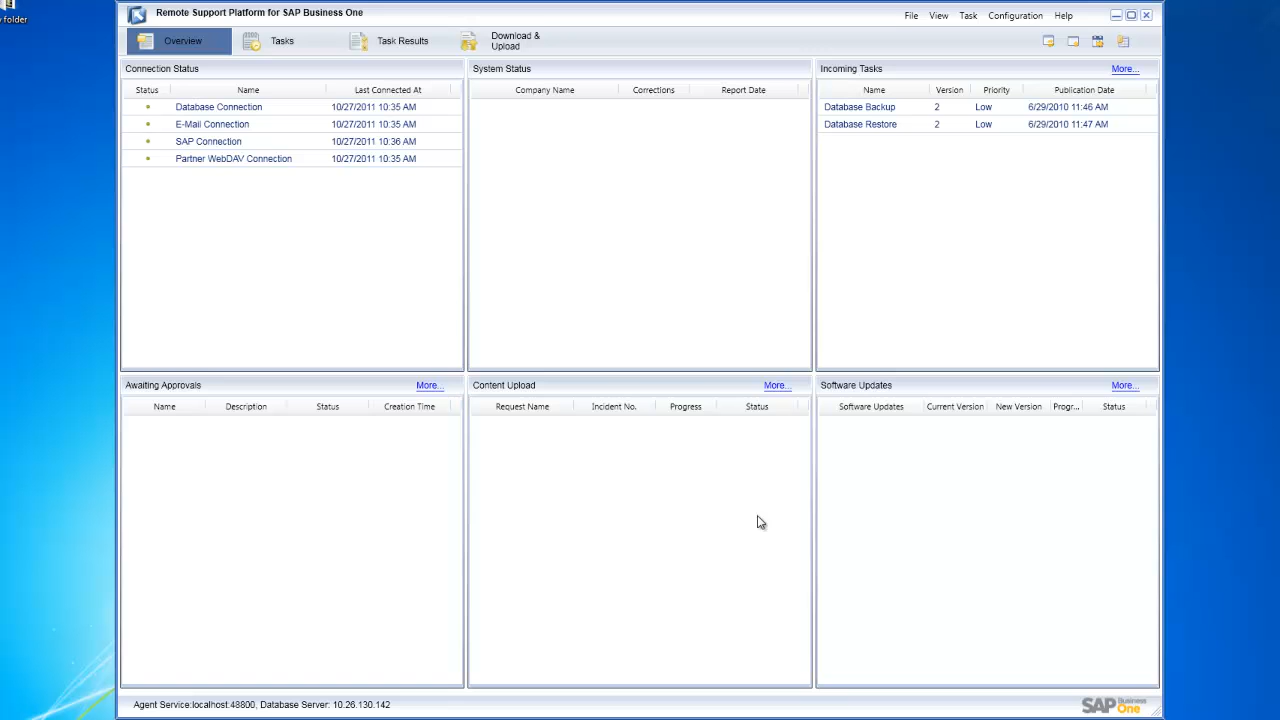 folder
Remote Support Platform for SAP Business One
File View Task Configuration Help
Overview Tasks Task Results Download & Upload
Connection Status
Status Name Last Connected At
Database Connection 10/27/2011 10:35 AM
E-Mail Connection 10/27/2011 10:35 AM
SAP Connection 10/27/2011 10:36 AM
Partner WebDAV Connection 10/27/2011 10:35 AM
System Status
Company Name Corrections Report Date
Incoming Tasks More...
Name Version Priority Publication Date
Database Backup 2 Low 6/29/2010 11:46 AM
Database Restore 2 Low 6/29/2010 11:47 AM
Awaiting Approvals More...
Name Description Status Creation Time
Content Upload More...
Request Name Incident No. Progress Status
Software Updates More...
Software Updates Current Version New Version Progr... Status
Agent Service:localhost:48800, Database Server: 10.26.130.142
SAP Business One